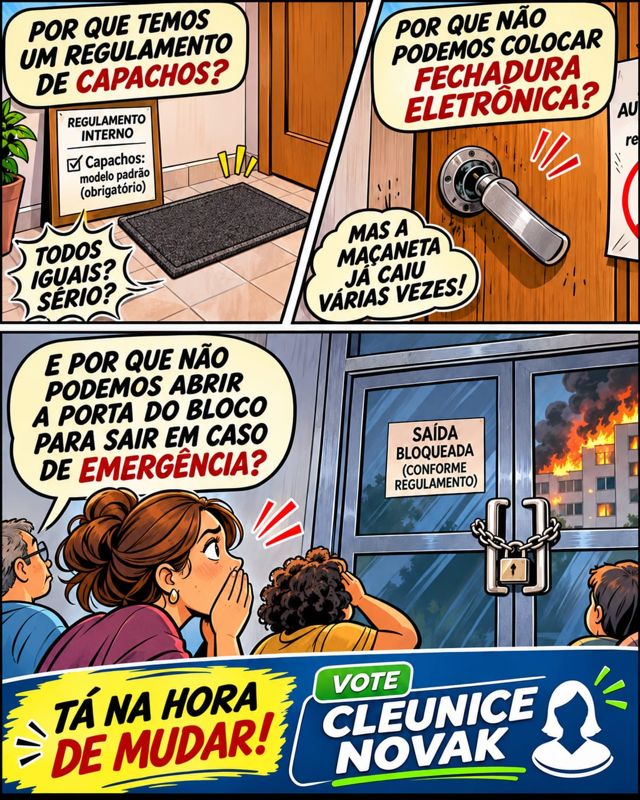 POR QUE TEMOS
UM REGULAMENTO
DE CAPACHOS?
REGULAMENTO
INTERNO
Capachos:
modelo padrão
(obrigatório)
TODOS
IGUAIS?
SÉRIO?
POR QUE NÃO
PODEMOS COLOCAR
FECHADURA
ELETRÔNICA?
AU
re
MAS A
MAÇANETA
JÁ CAIU
VÁRIAS VEZES!
E POR QUE NÃO
PODEMOS ABRIR
A PORTA DO BLOCO
PARA SAIR EM CASO
DE EMERGÊNCIA?
SAÍDA
BLOQUEADA
(CONFORME
REGULAMENTO)
TÁ NA HORA
DE MUDAR!
VOTE
CLEUNICE
NOVAK